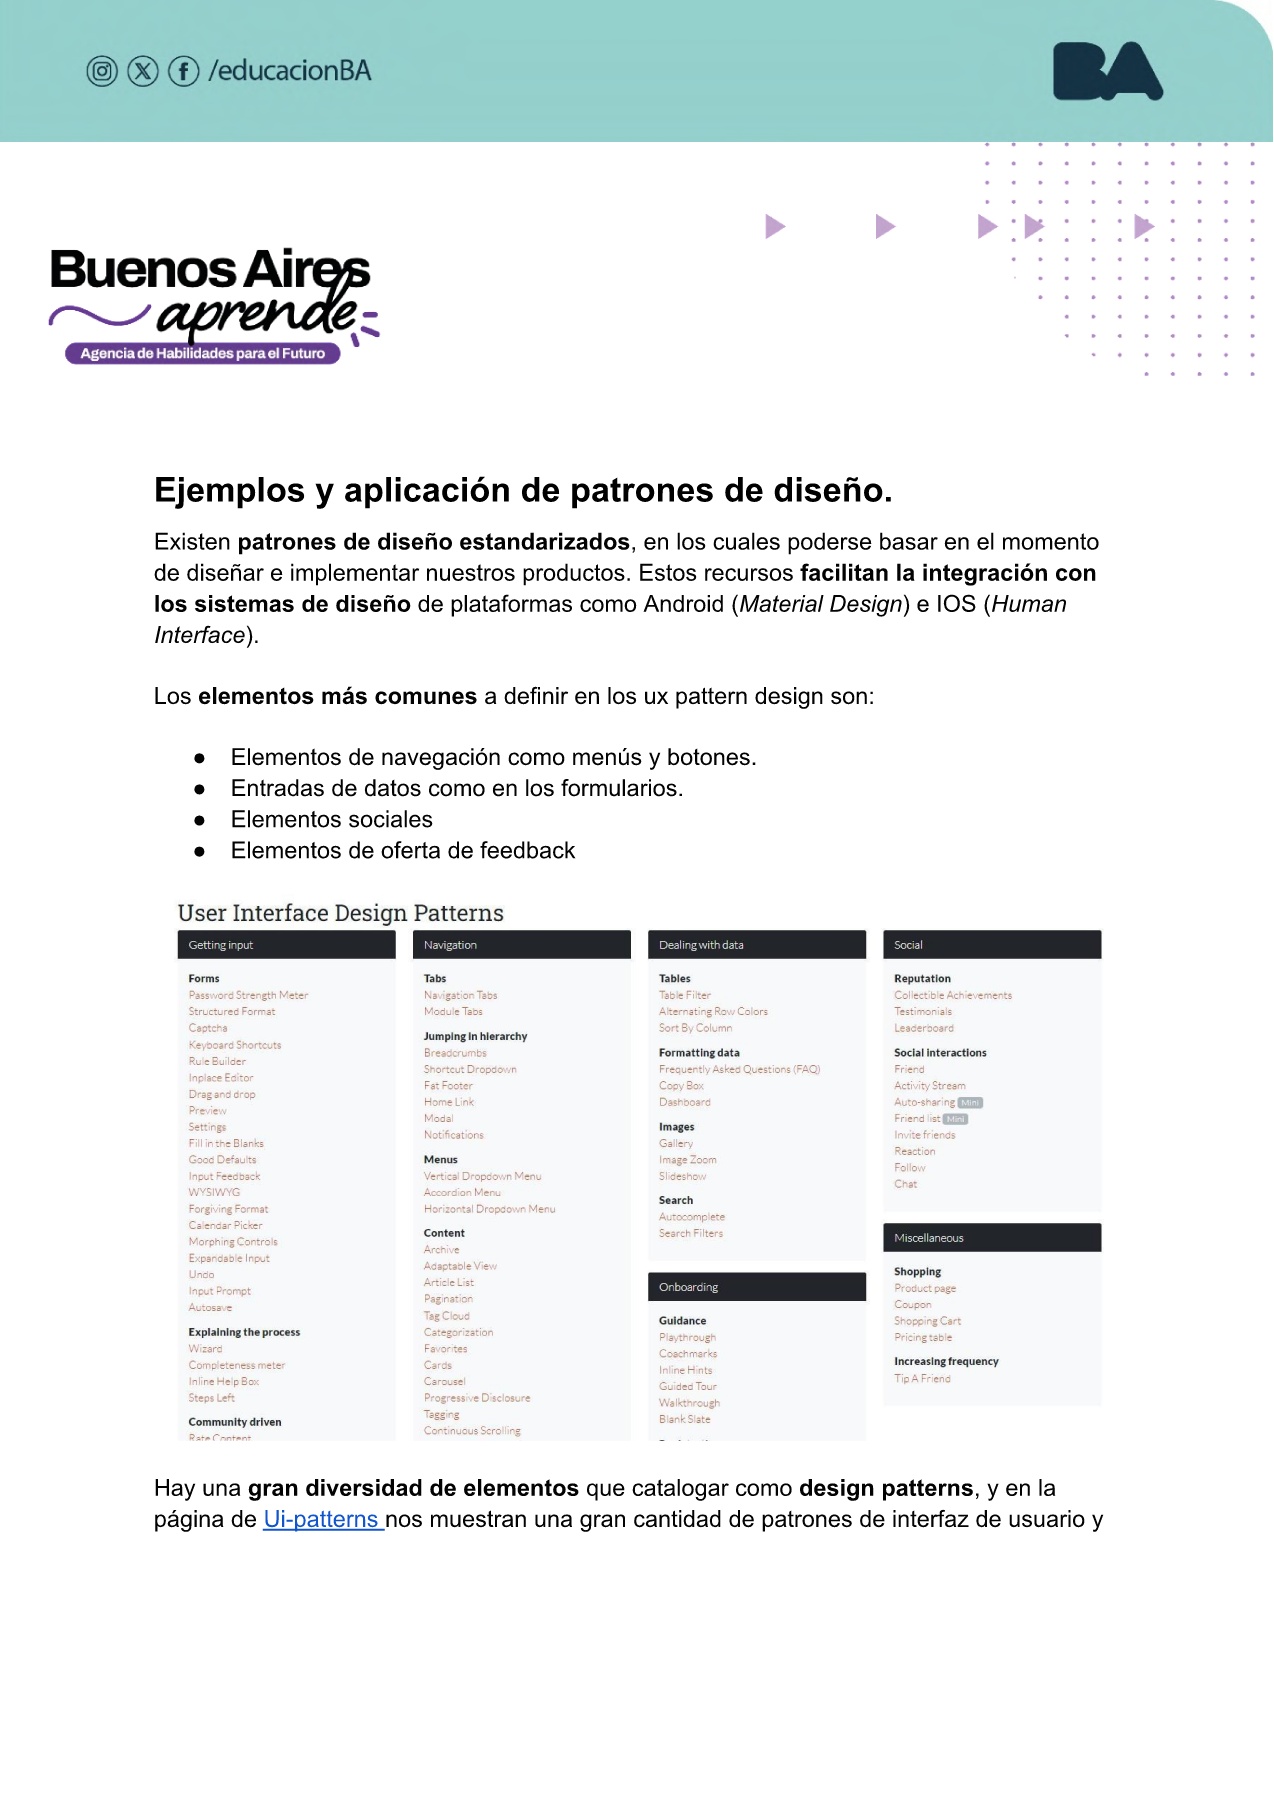 /educacionBA
BA
Buenos Aires
aprende
Agencia de Habilidades para el Futuro
Ejemplos y aplicación de patrones de diseño.
Existen patrones de diseño estandarizados, en los cuales poderse basar en el momento
de diseñar e implementar nuestros productos. Estos recursos facilitan la integración con
los sistemas de diseño de plataformas como Android (Material Design) e IOS (Human
Interface).
Los elementos más comunes a definir en los ux pattern design son:
● Elementos de navegación como menús y botones.
● Entradas de datos como en los formularios.
● Elementos sociales
● Elementos de oferta de feedback
User Interface Design Patterns
Getting input
Forms
Password Strength Meter
Structured Format
Captcha
Keyboard Shortcuts
Rule Builder
Inplace Editor
Drag and drop
Preview
Settings
Fill in the Blanks
Good Defaults
Input Feedback
WYSIWYG
Forgiving Format
Calendar Picker
Morphing Controls
Expandable Input
Undo
Input Prompt
Autosave
Explaining the process
Wizard
Completeness meter
Inline Help Box
Steps Left
Community driven
Rate Content
Navigation
Tabs
Navigation Tabs
Module Tabs
Jumping in hierarchy
Breadcrumbs
Shortcut Dropdown
Fat Footer
Home Link
Modal
Notifications
Menus
Vertical Dropdown Menu
Accordion Menu
Horizontal Dropdown Menu
Content
Archive
Adaptable View
Article List
Pagination
Tag Cloud
Categorization
Favorites
Cards
Carousel
Progressive Disclosure
Tagging
Continuous Scrolling
Dealing with data
Tables
Table Filter
Alternating Row Colors
Sort By Column
Formatting data
Frequently Asked Questions (FAQ)
Copy Box
Dashboard
Images
Gallery
Image Zoom
Slideshow
Search
Autocomplete
Search Filters
Onboarding
Guidance
Playthrough
Coachmarks
Inline Hints
Guided Tour
Walkthrough
Blank Slate
Social
Reputation
Collectible Achievements
Testimonials
Leaderboard
Social interactions
Friend
Activity Stream
Auto-sharing Mini
Friend list Mini
Invite friends
Reaction
Follow
Chat
Miscellaneous
Shopping
Product page
Coupon
Shopping Cart
Pricing table
Increasing frequency
Tip A Friend
Hay una gran diversidad de elementos que catalogar como design patterns, y en la
página de Ui-patterns nos muestran una gran cantidad de patrones de interfaz de usuario y